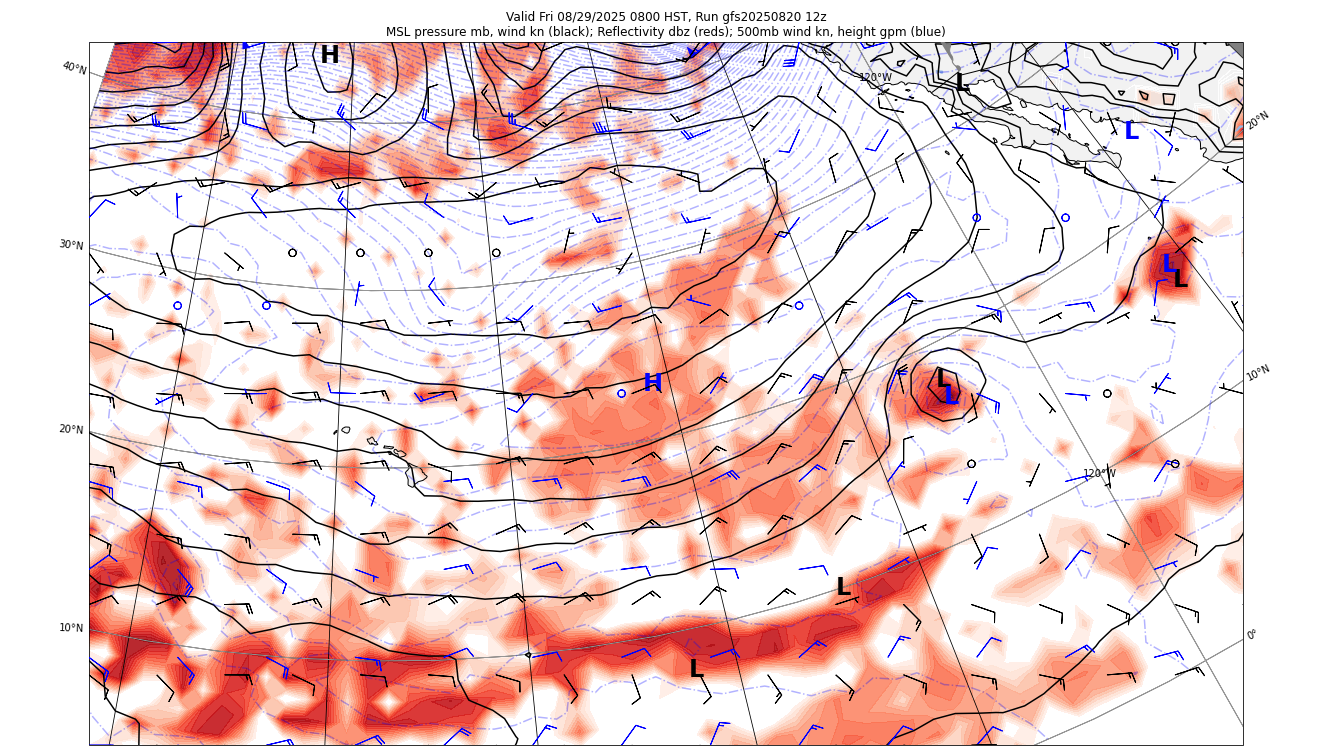 Valid Fri 08/29/2025 0800 HST, Run gfs20250820 12z
MSL pressure mb, wind kn (black); Reflectivity dbz (reds); 500mb wind kn, height gpm (blue)
H
40°N
120°W
L
20°N
L
30°N
L
L
H
L
L
10°N
20°N
120°W
L
10°N
0°
L